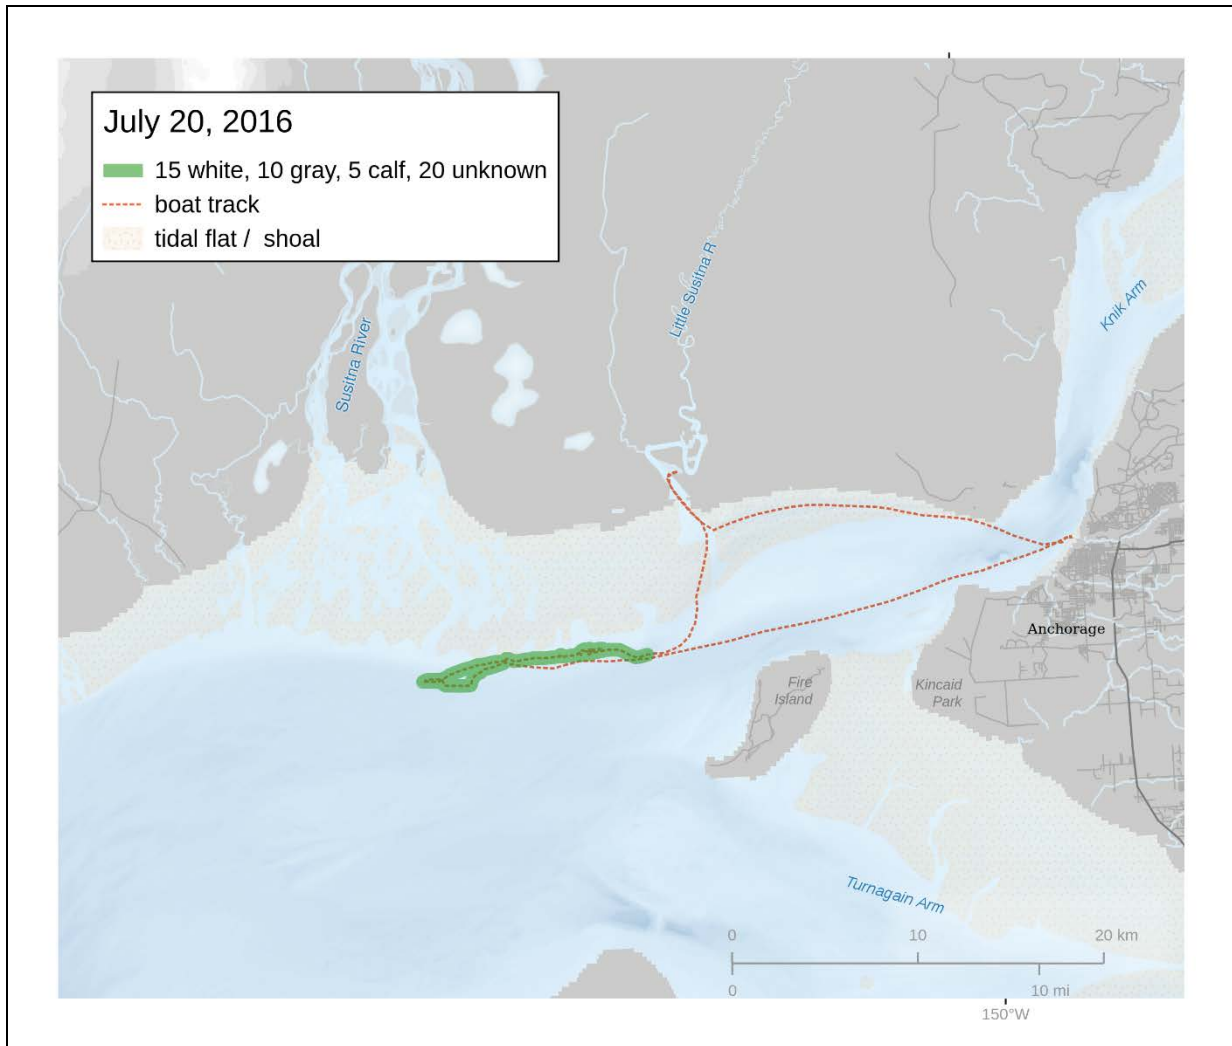 July 20, 2016
15 white, 10 gray, 5 calf, 20 unknown
boat track
tidal flat / shoal
Susitna River
Little Susitna R
Knik Arm
Anchorage
Fire
Island
Kincaid
Park
Turnagain Arm
0 10 20 km
0 10 mi
150°W